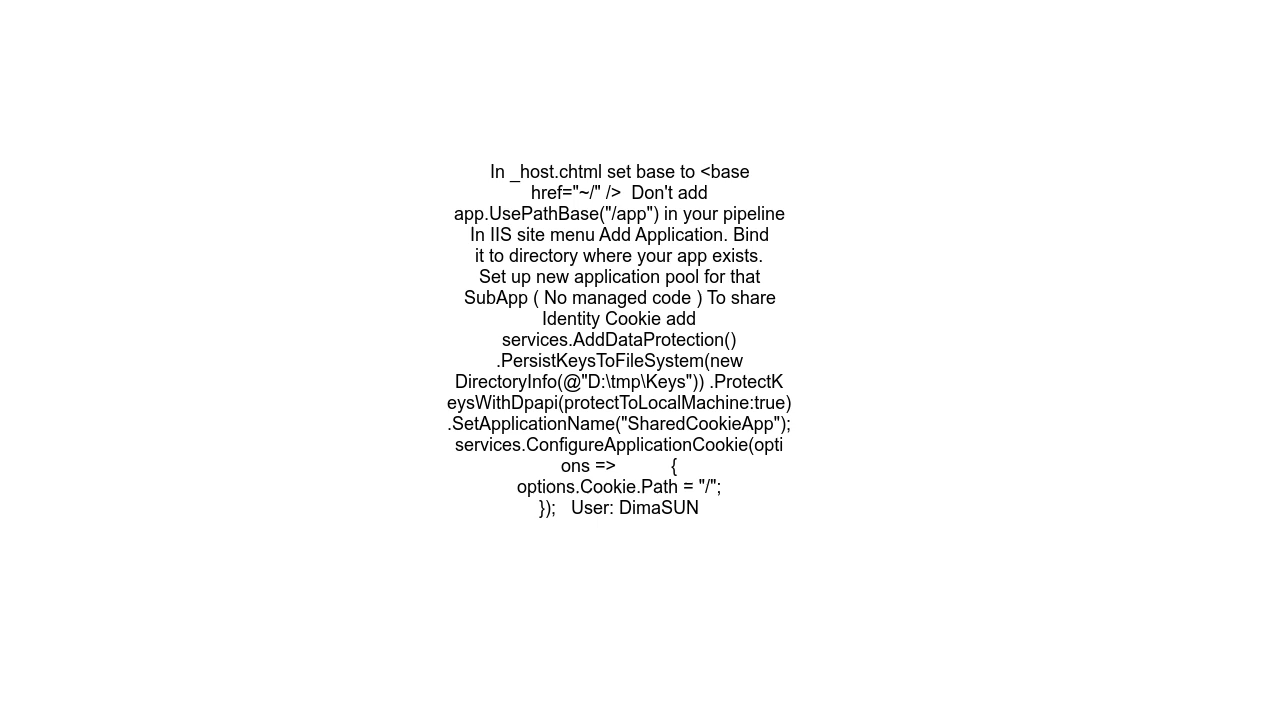 In _host.chtml set base to <base
href="~/" />  Don't add
app.UsePathBase("/app") in your pipeline
In IIS site menu Add Application. Bind
it to directory where your app exists.
Set up new application pool for that
SubApp ( No managed code ) To share
Identity Cookie add
services.AddDataProtection()
.PersistKeysToFileSystem(new
DirectoryInfo(@"D:\tmp\Keys")) .ProtectK
eysWithDpapi(protectToLocalMachine:true)
.SetApplicationName("SharedCookieApp");
services.ConfigureApplicationCookie(opti
ons =>           {
options.Cookie.Path = "/";
});   User: DimaSUN